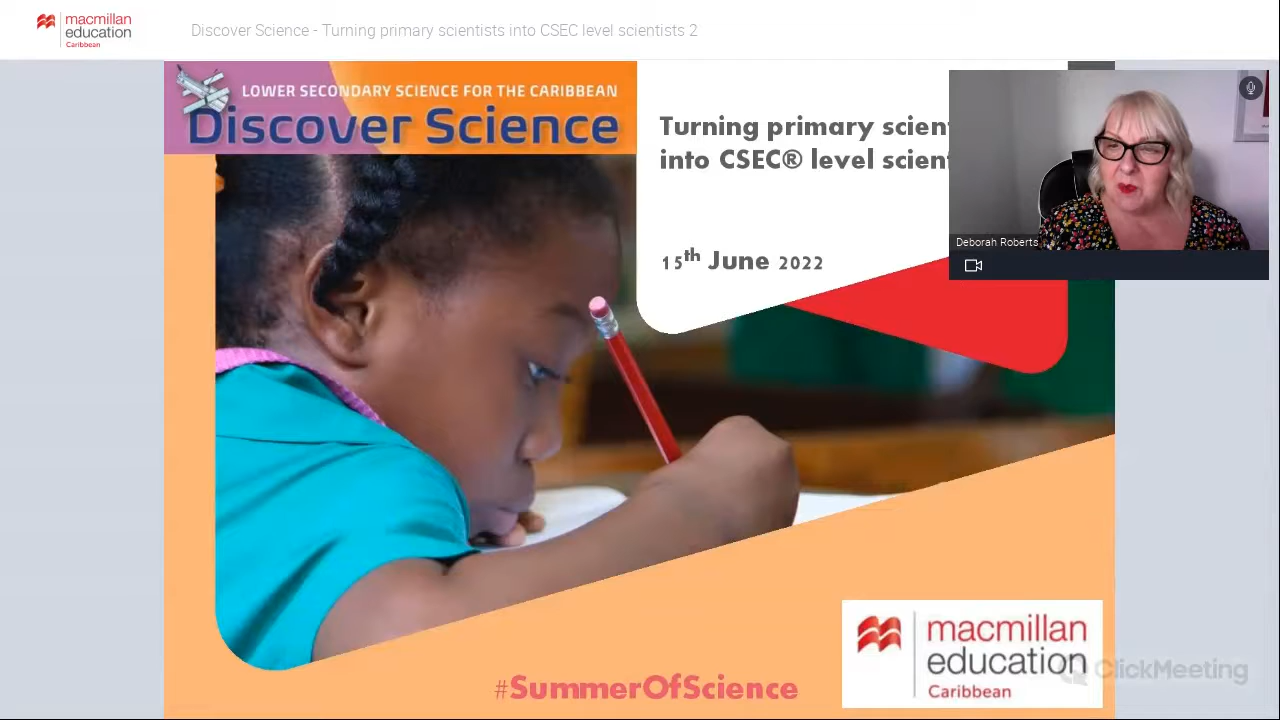 macmillan
education
Caribbean
Discover Science - Turning primary scientists into CSEC level scientists 2
LOWER SECONDARY SCIENCE FOR THE CARIBBEAN
Discover Science
Turning primary scien
into CSEC® level scien
15th June 2022
Deborah Roberts
#SummerOfScience
macmillan
education
Caribbean
ClickMeeting